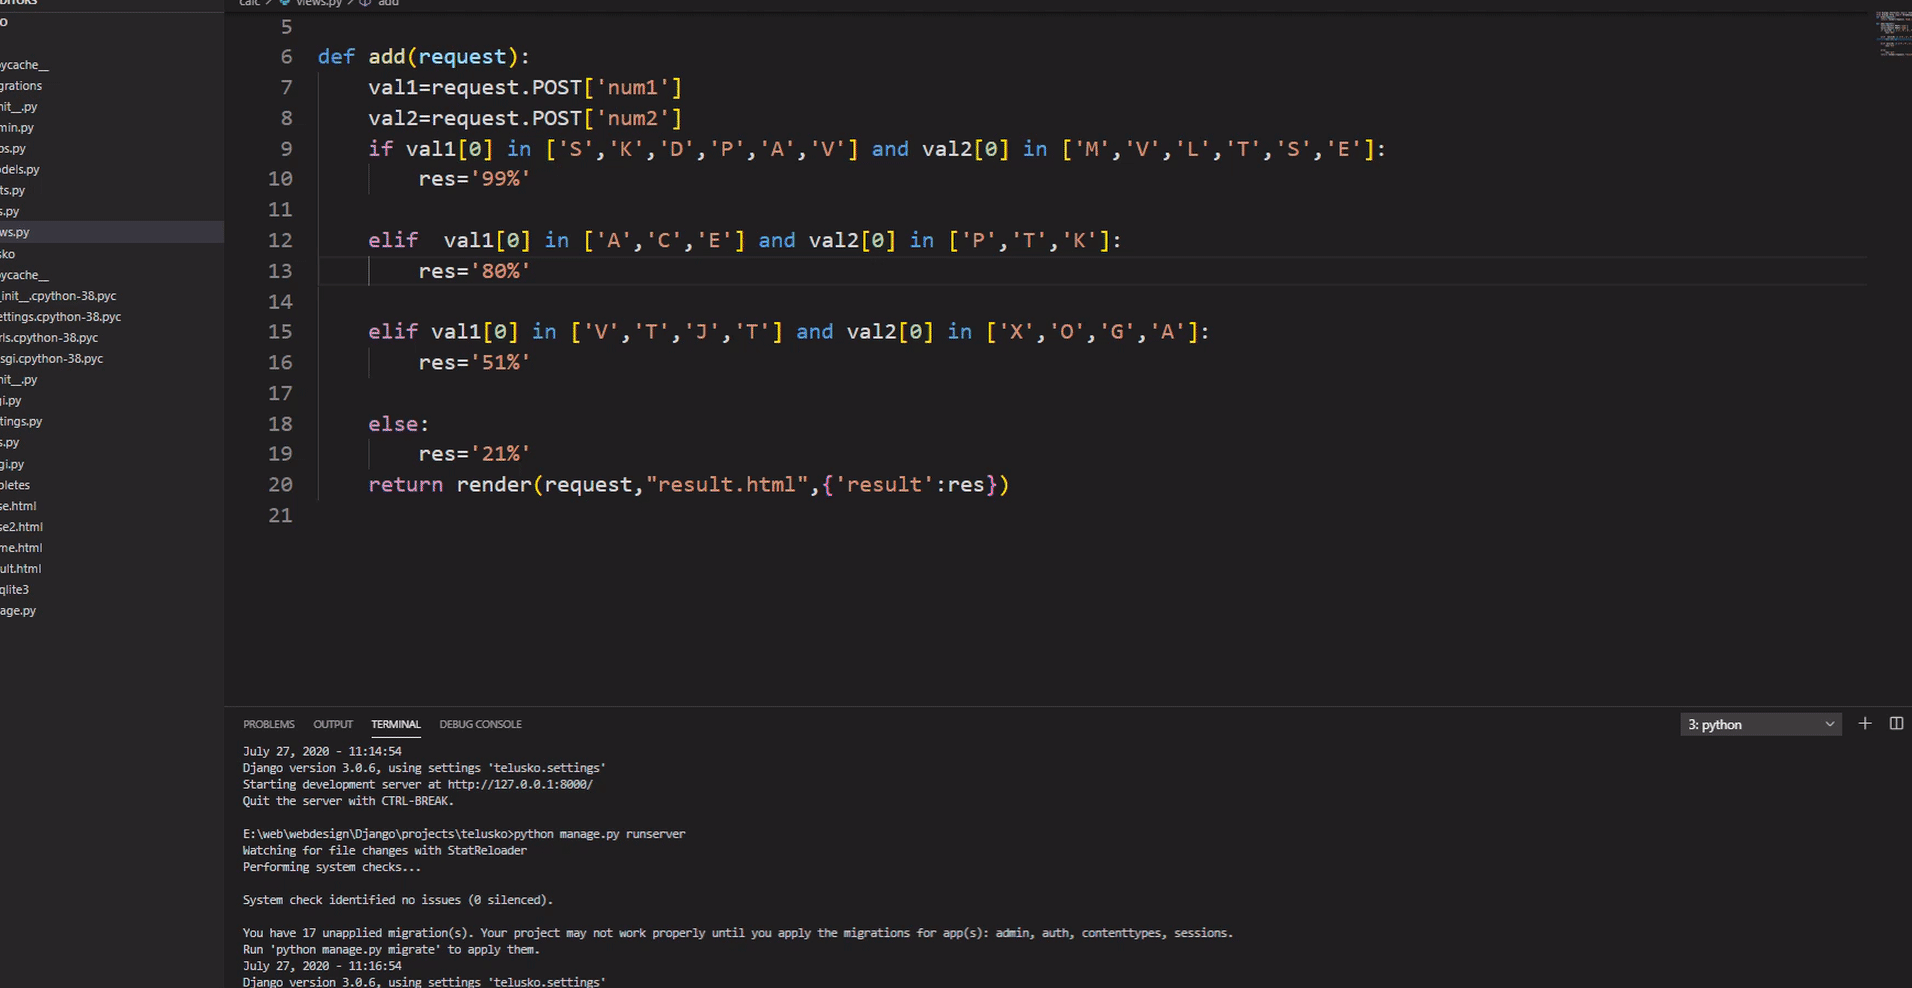 calc > views.py > add
ycache__
grations
nit__.py
min.py
ps.py
dels.py
ts.py
s.py
ws.py
sko
ycache__
_init__.cpython-38.pyc
ettings.cpython-38.pyc
rls.cpython-38.pyc
sgi.cpython-38.pyc
nit__.py
gi.py
tings.py
s.py
gi.py
pletes
se.html
se2.html
me.html
ult.html
qlite3
age.py
5
6 def add(request):
7 val1=request.POST['num1']
8 val2=request.POST['num2']
9 if val1[0] in ['S','K','D','P','A','V'] and val2[0] in ['M','V','L','T','S','E']:
10 res='99%'
11
12 elif  val1[0] in ['A','C','E'] and val2[0] in ['P','T','K']:
13 res='80%'
14
15 elif val1[0] in ['V','T','J','T'] and val2[0] in ['X','O','G','A']:
16 res='51%'
17
18 else:
19 res='21%'
20 return render(request,"result.html",{'result':res})
21
PROBLEMS OUTPUT TERMINAL DEBUG CONSOLE 3: python
July 27, 2020 - 11:14:54
Django version 3.0.6, using settings 'telusko.settings'
Starting development server at http://127.0.0.1:8000/
Quit the server with CTRL-BREAK.
E:\web\webdesign\Django\projects\telusko>python manage.py runserver
Watching for file changes with StatReloader
Performing system checks...
System check identified no issues (0 silenced).
You have 17 unapplied migration(s). Your project may not work properly until you apply the migrations for app(s): admin, auth, contenttypes, sessions.
Run 'python manage.py migrate' to apply them.
July 27, 2020 - 11:16:54
Django version 3.0.6, using settings 'telusko.settings'